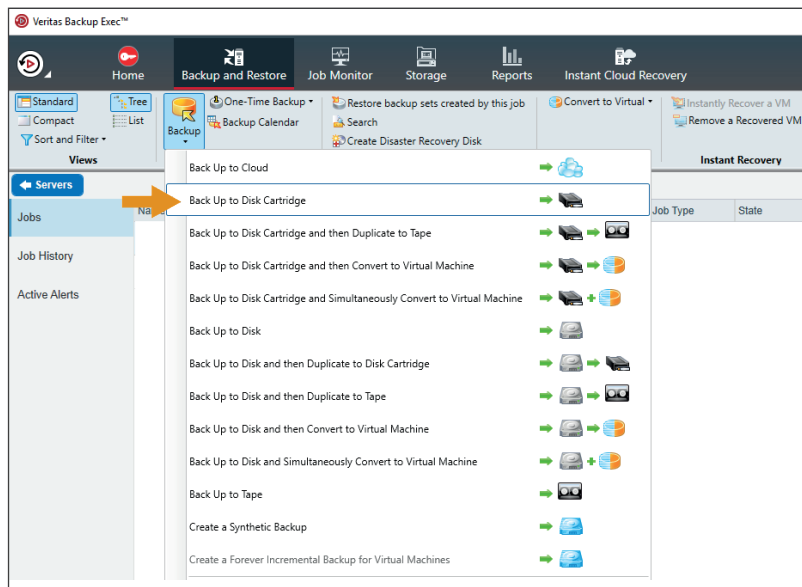 Veritas Backup Exec™
Home
Backup and Restore
Job Monitor
Storage
Reports
Instant Cloud Recovery
Standard
Tree
Compact
List
Sort and Filter
Views
Backup
One-Time Backup
Backup Calendar
Restore backup sets created by this job
Search
Create Disaster Recovery Disk
Convert to Virtual
Instantly Recover a VM
Remove a Recovered VM
Instant Recovery
Servers
Jobs
Job History
Active Alerts
Job Type
State
Back Up to Cloud
Back Up to Disk Cartridge
Back Up to Disk Cartridge and then Duplicate to Tape
Back Up to Disk Cartridge and then Convert to Virtual Machine
Back Up to Disk Cartridge and Simultaneously Convert to Virtual Machine
Back Up to Disk
Back Up to Disk and then Duplicate to Disk Cartridge
Back Up to Disk and then Duplicate to Tape
Back Up to Disk and then Convert to Virtual Machine
Back Up to Disk and Simultaneously Convert to Virtual Machine
Back Up to Tape
Create a Synthetic Backup
Create a Forever Incremental Backup for Virtual Machines